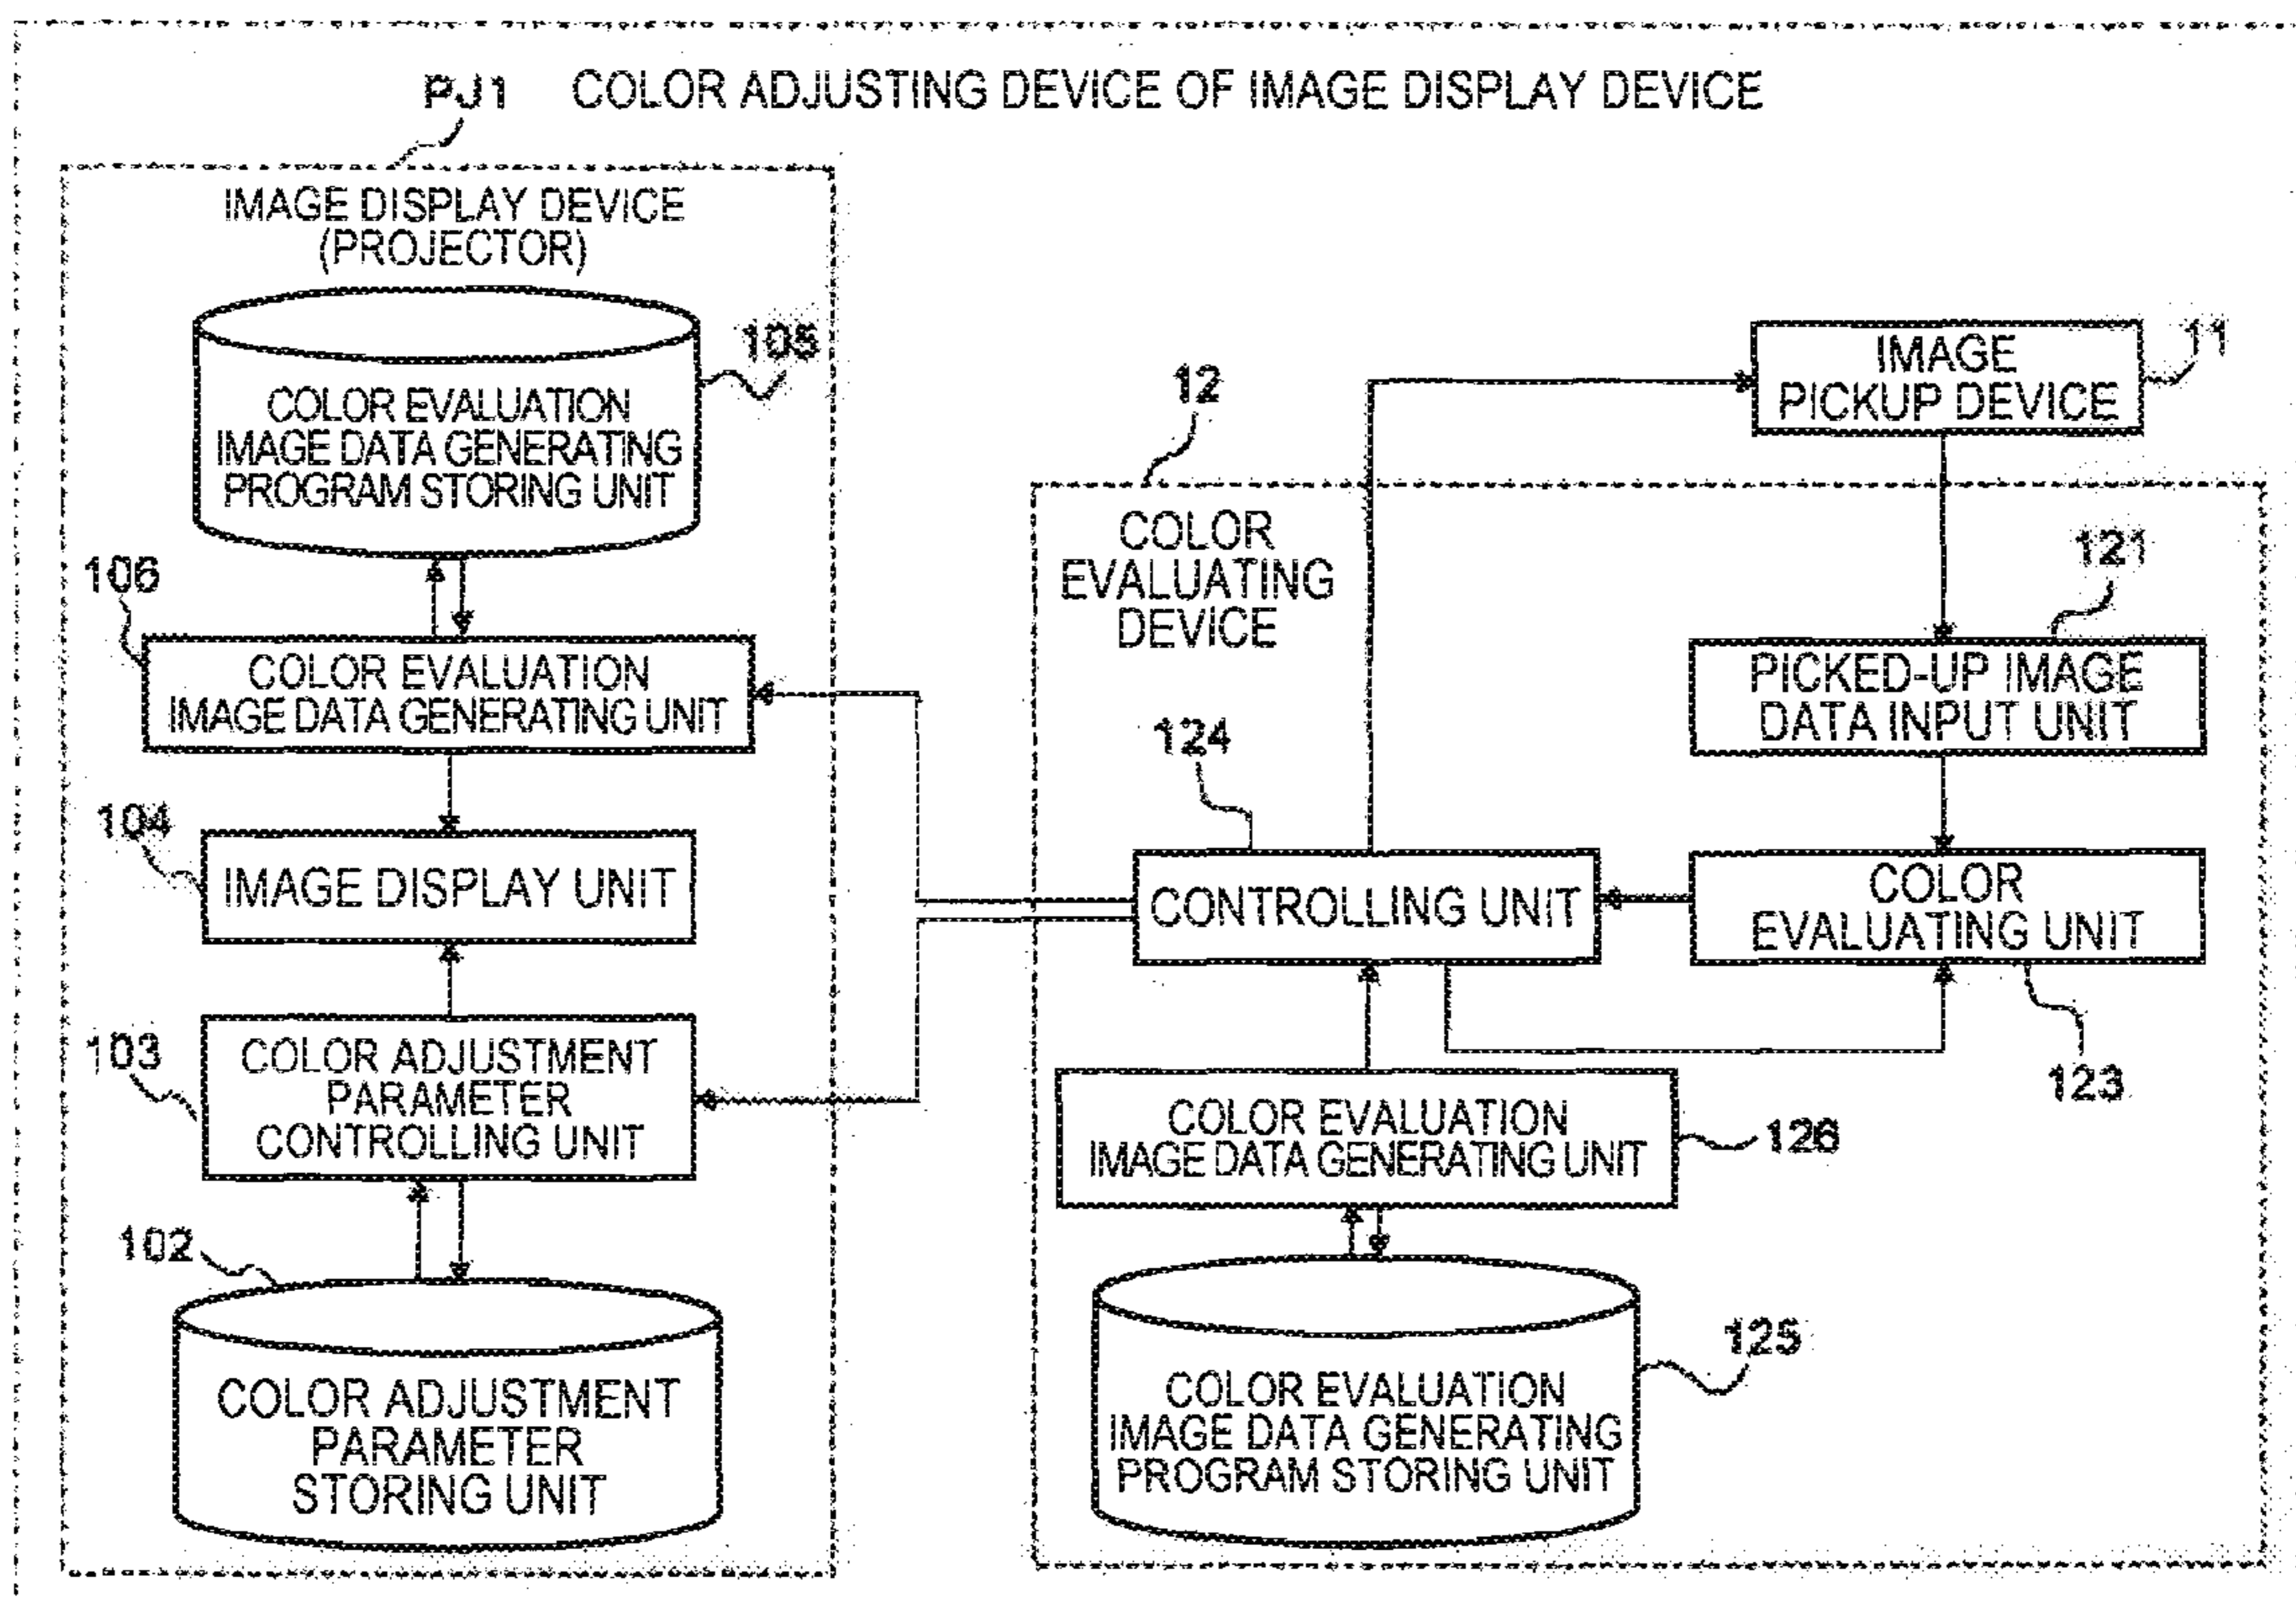 PJ1 COLOR ADJUSTING DEVICE OF IMAGE DISPLAY DEVICE
IMAGE DISPLAY DEVICE
(PROJECTOR)
105
COLOR EVALUATION
IMAGE DATA GENERATING
PROGRAM STORING UNIT
106
COLOR EVALUATION
IMAGE DATA GENERATING UNIT
104
IMAGE DISPLAY UNIT
103
COLOR ADJUSTMENT
PARAMETER
CONTROLLING UNIT
102
COLOR ADJUSTMENT
PARAMETER
STORING UNIT
12
COLOR
EVALUATING
DEVICE
11
IMAGE
PICKUP DEVICE
121
PICKED-UP IMAGE
DATA INPUT UNIT
124
CONTROLLING UNIT
COLOR
EVALUATING UNIT
123
COLOR EVALUATION
IMAGE DATA GENERATING UNIT
126
125
COLOR EVALUATION
IMAGE DATA GENERATING
PROGRAM STORING UNIT